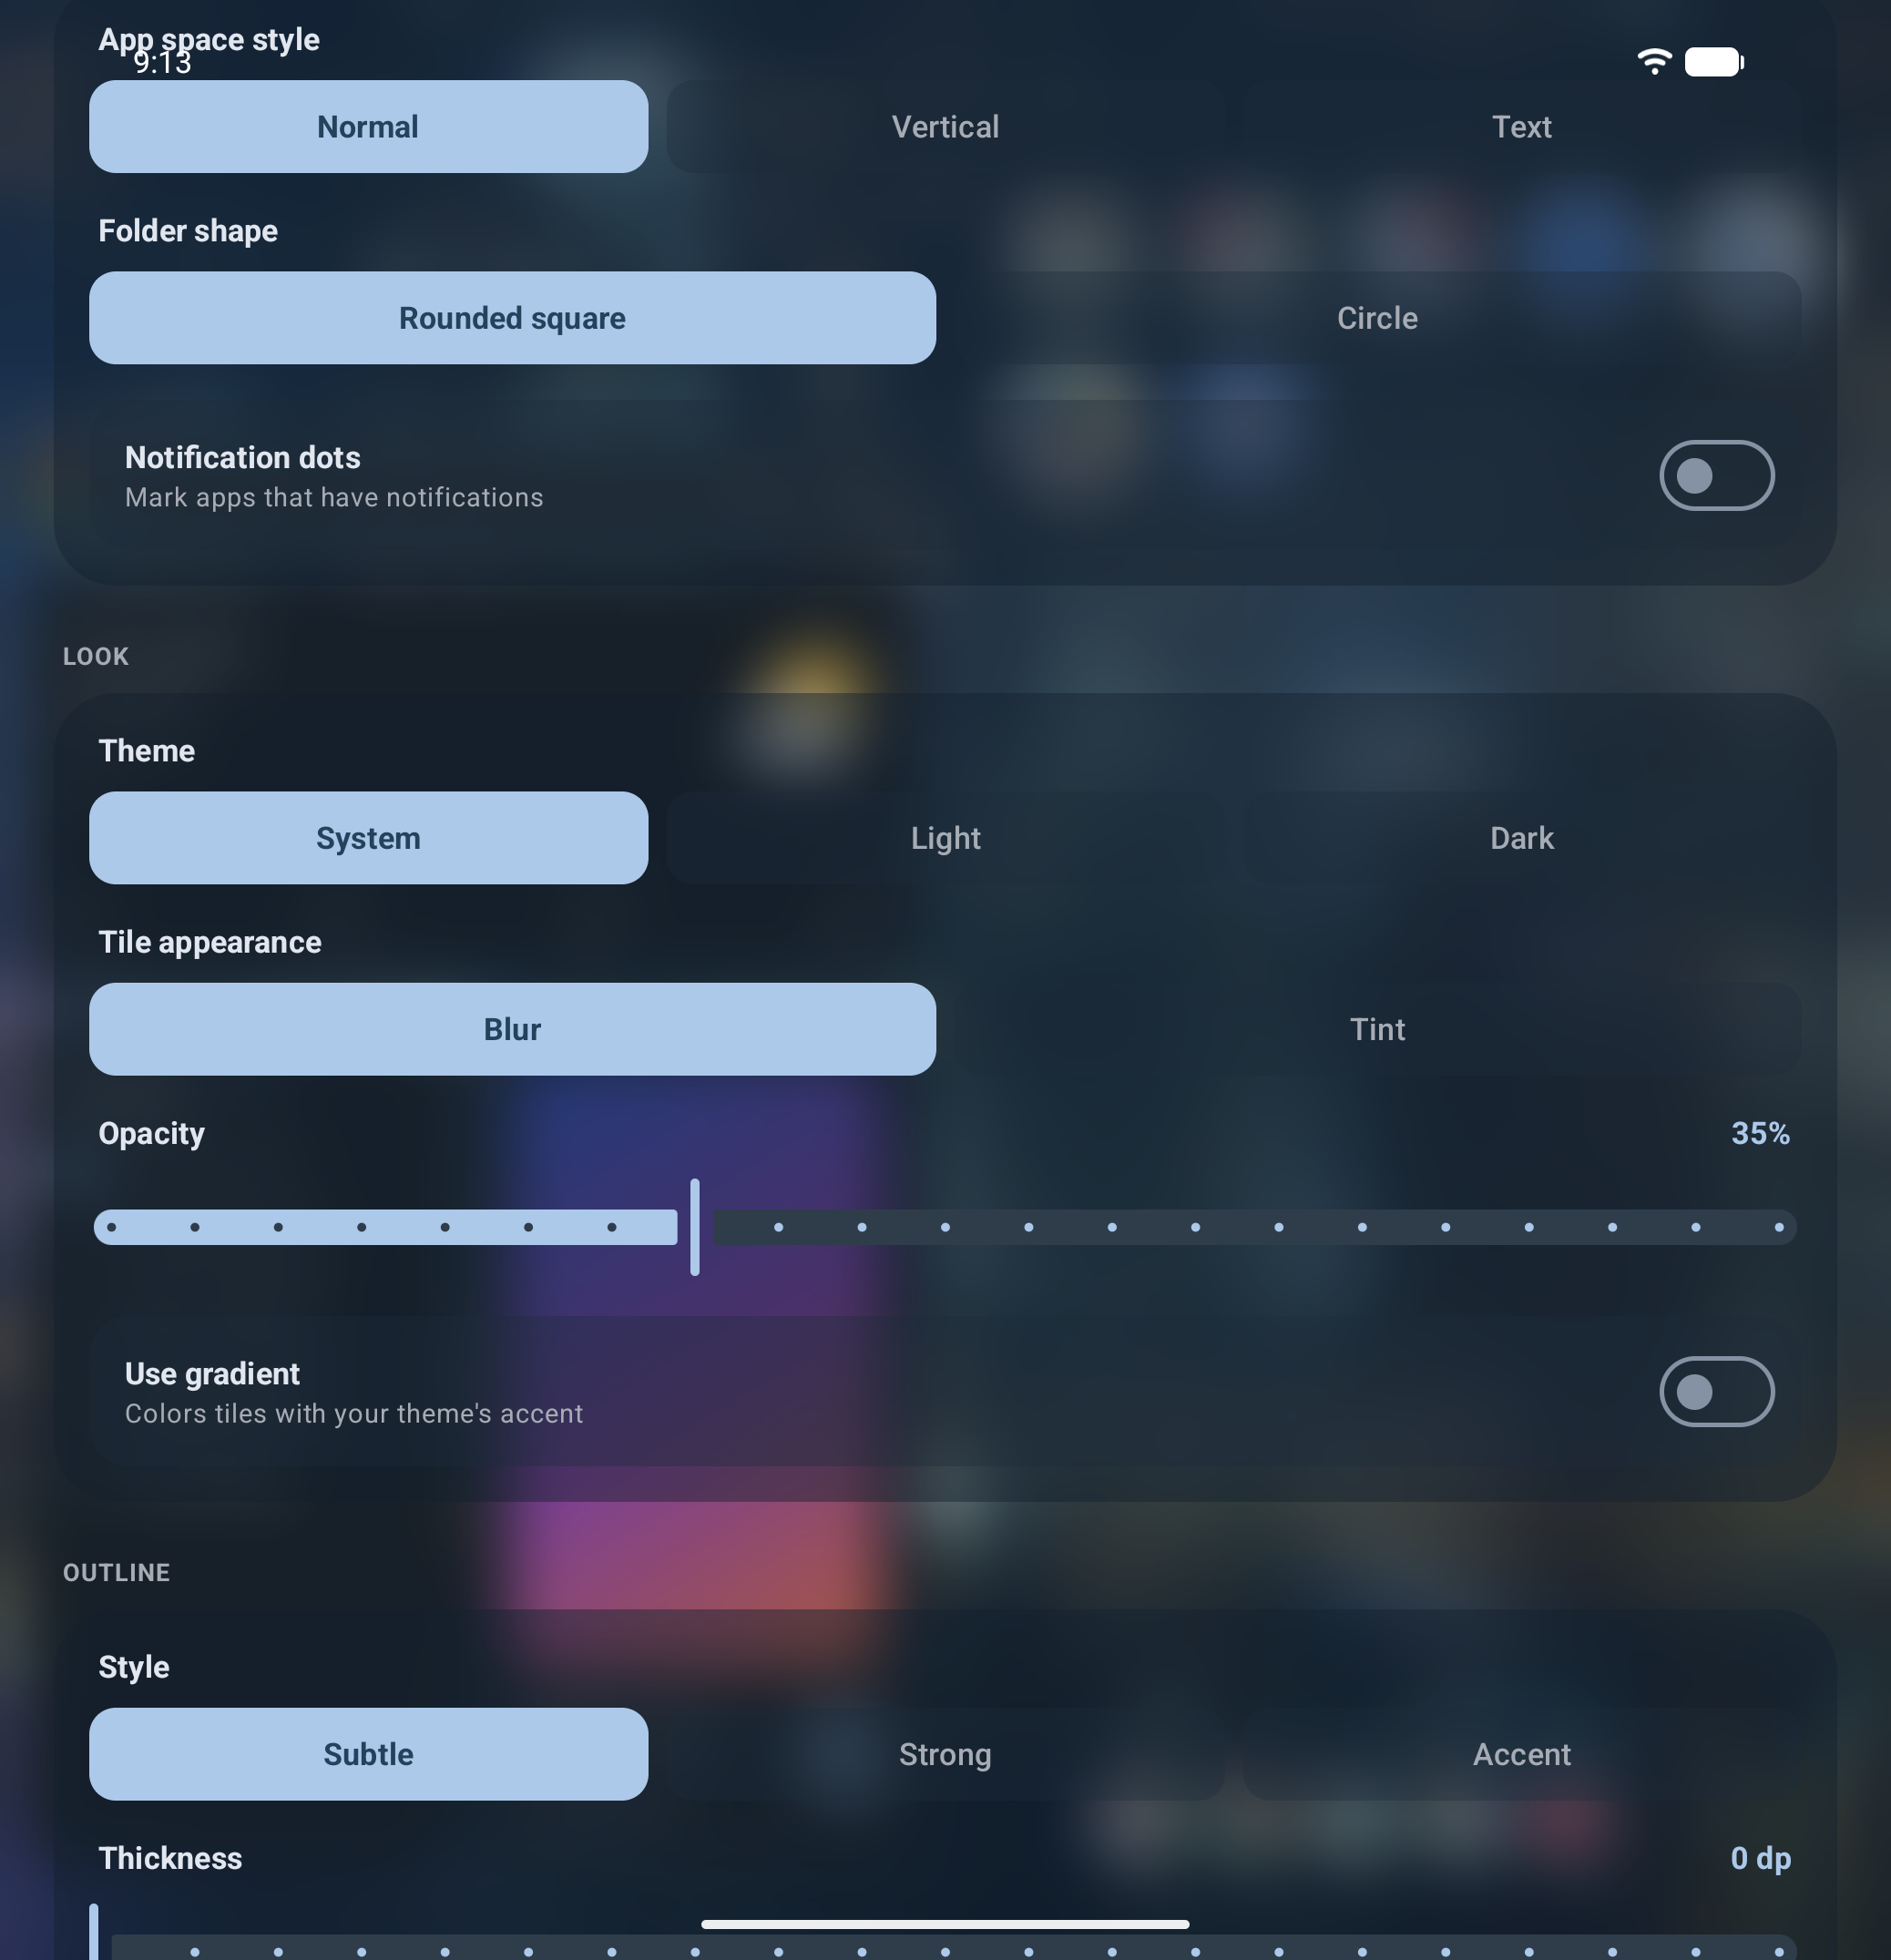 App space style
9:13
Normal Vertical Text
Folder shape
Rounded square Circle
Notification dots
Mark apps that have notifications
LOOK
Theme
System Light Dark
Tile appearance
Blur Tint
Opacity 35%
Use gradient
Colors tiles with your theme's accent
OUTLINE
Style
Subtle Strong Accent
Thickness 0 dp